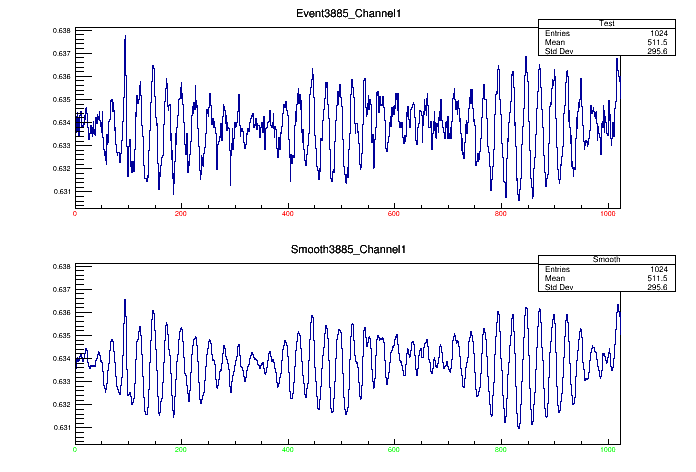 Event3885_Channel1
Test
Entries 1024
Mean 511.5
Std Dev 295.6
0.638
0.637
0.636
0.635
0.634
0.633
0.632
0.631
0 200 400 600 800 1000
Smooth3885_Channel1
Smooth
Entries 1024
Mean 511.5
Std Dev 295.6
0.638
0.637
0.636
0.635
0.634
0.633
0.632
0.631
0 200 400 600 800 1000